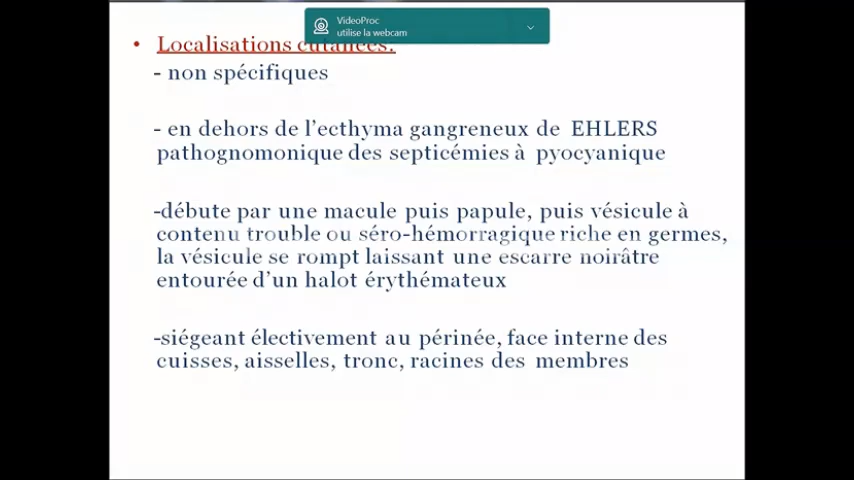 VideoProc
utilise la webcam
• Localisations cutanées:
- non spécifiques
- en dehors de l'ecthyma gangreneux de EHLERS
pathognomonique des septicémies à pyocyanique
-débute par une macule puis papule, puis vésicule à
contenu trouble ou séro-hémorragique riche en germes,
la vésicule se rompt laissant une escarre noirâtre
entourée d'un halot érythémateux
-siégeant électivement au périnée, face interne des
cuisses, aisselles, tronc, racines des membres